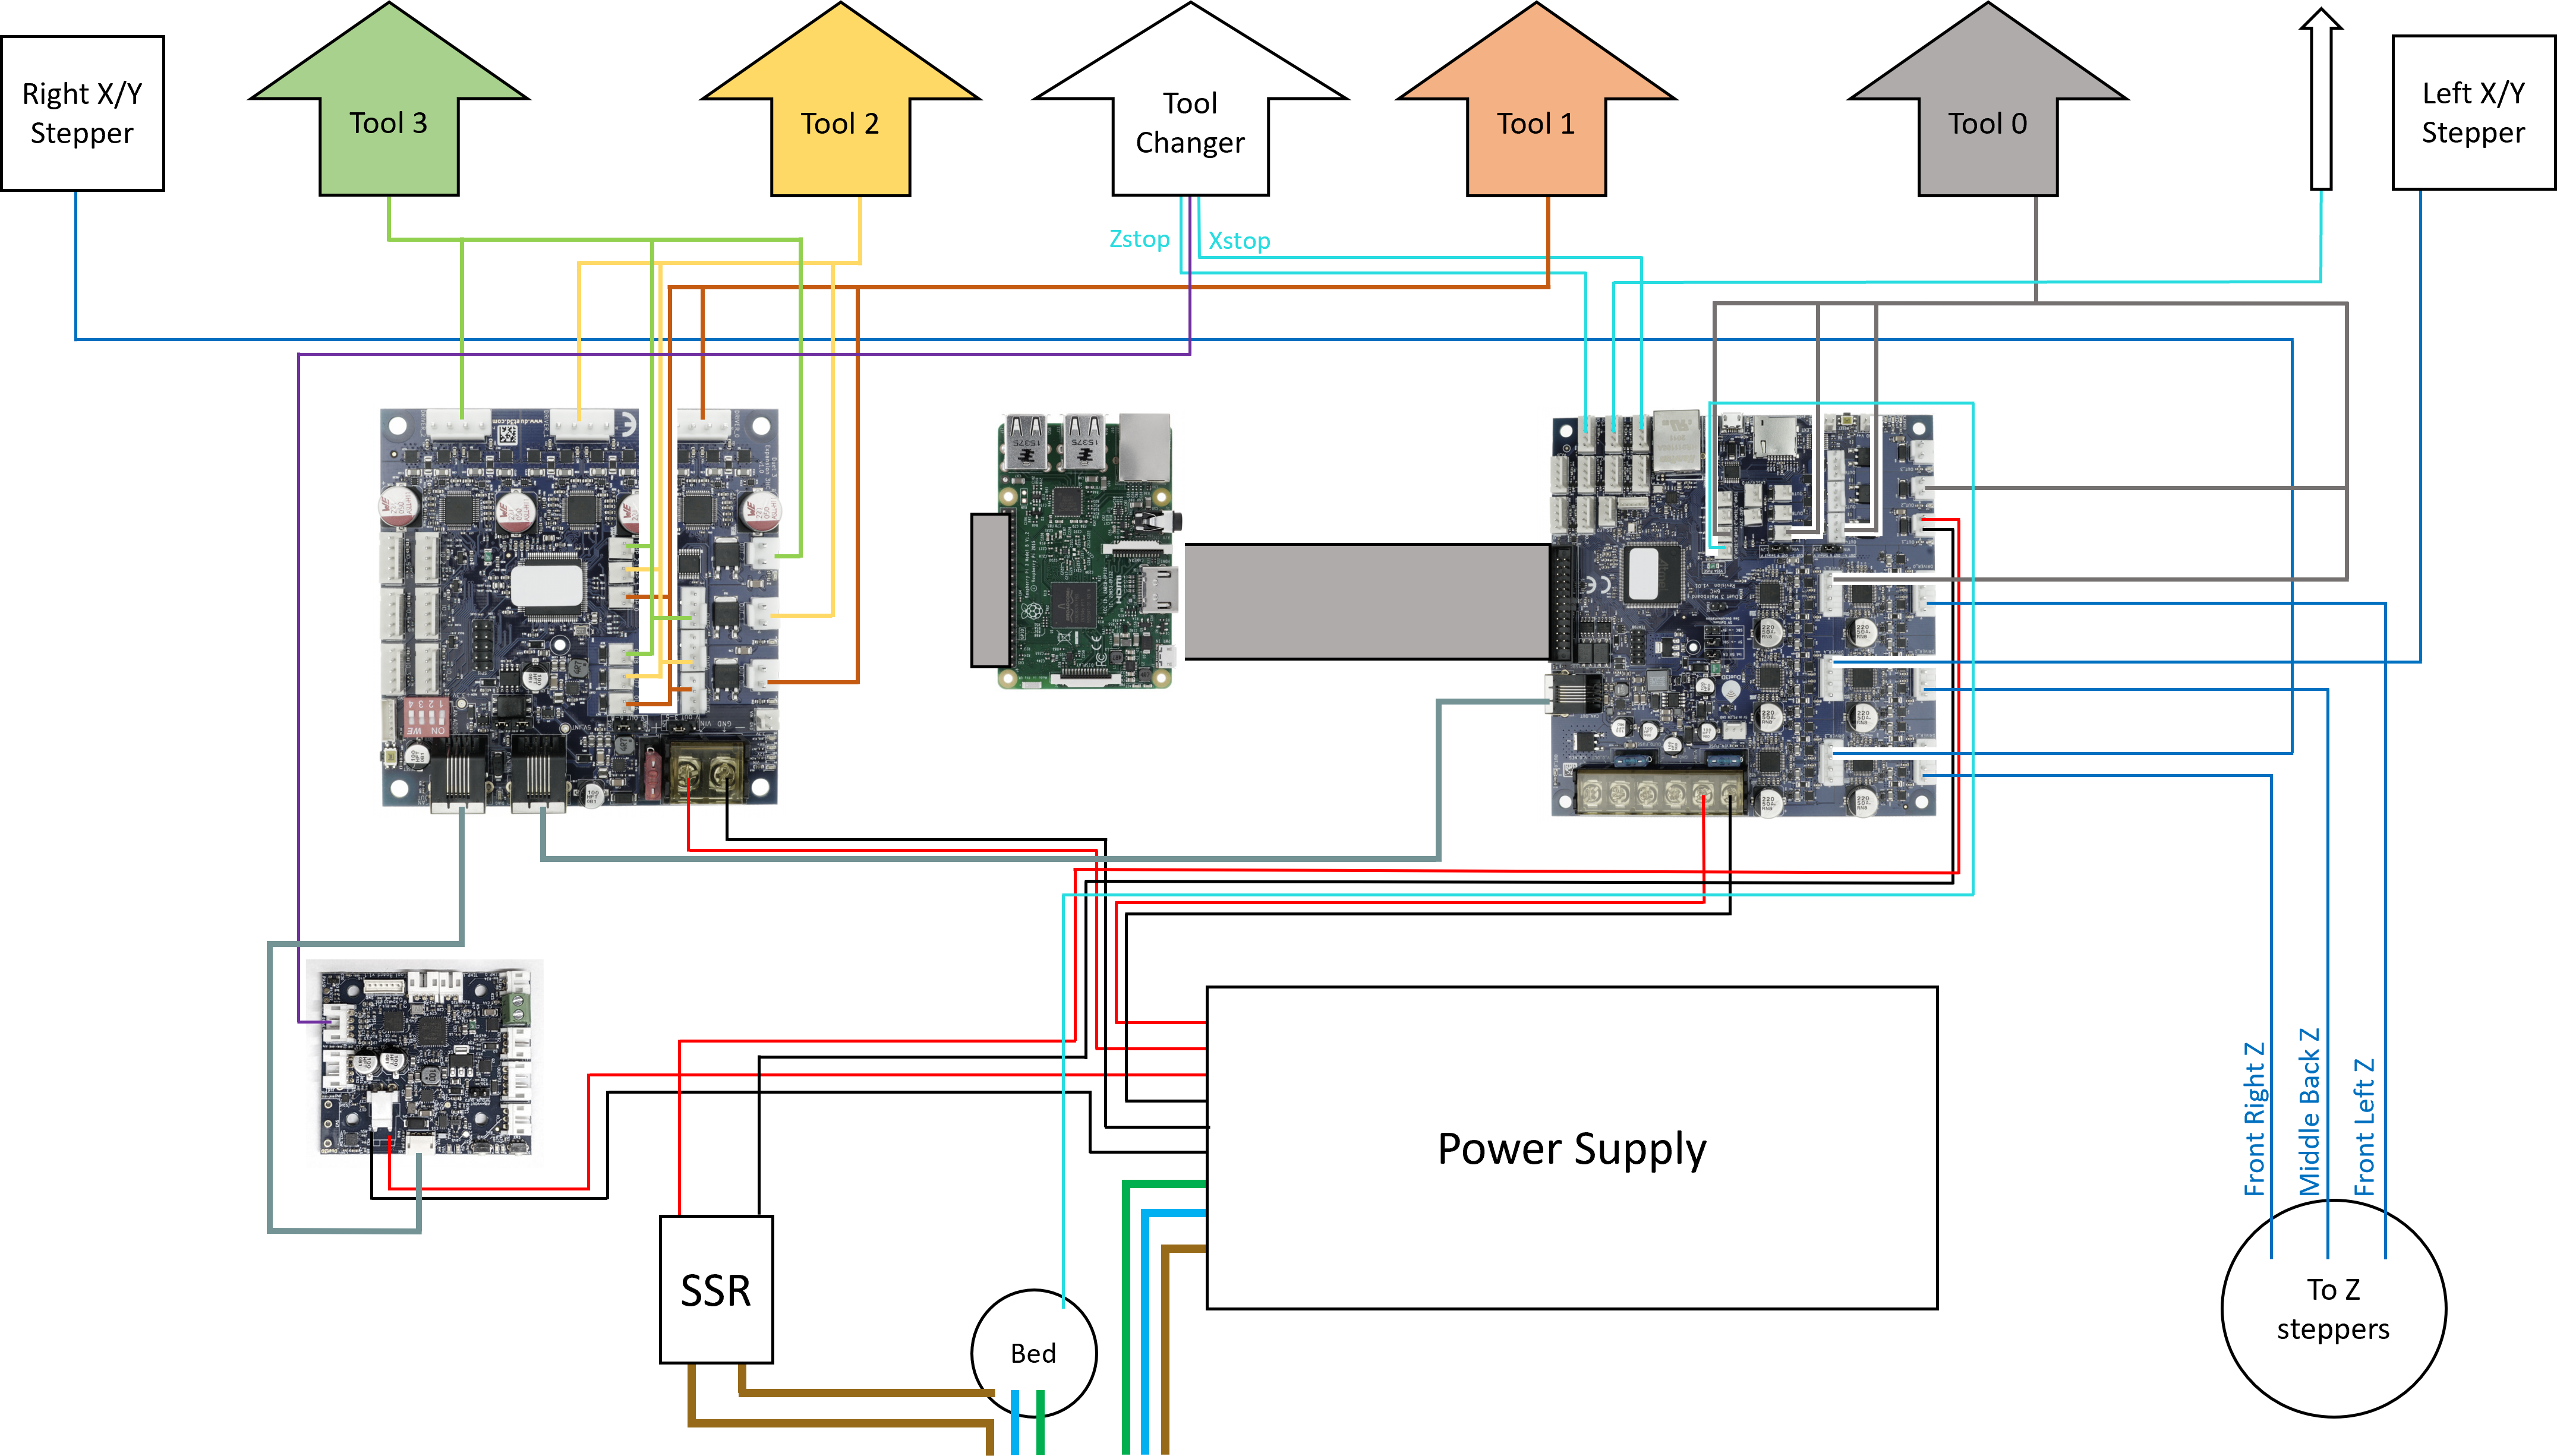 Right X/Y
Stepper
Tool 3
Tool 2
Tool
Changer
Tool 1
Tool 0
Left X/Y
Stepper
Zstop
Xstop
Front Right Z
Middle Back Z
Front Left Z
Power Supply
SSR
Bed
To Z
steppers